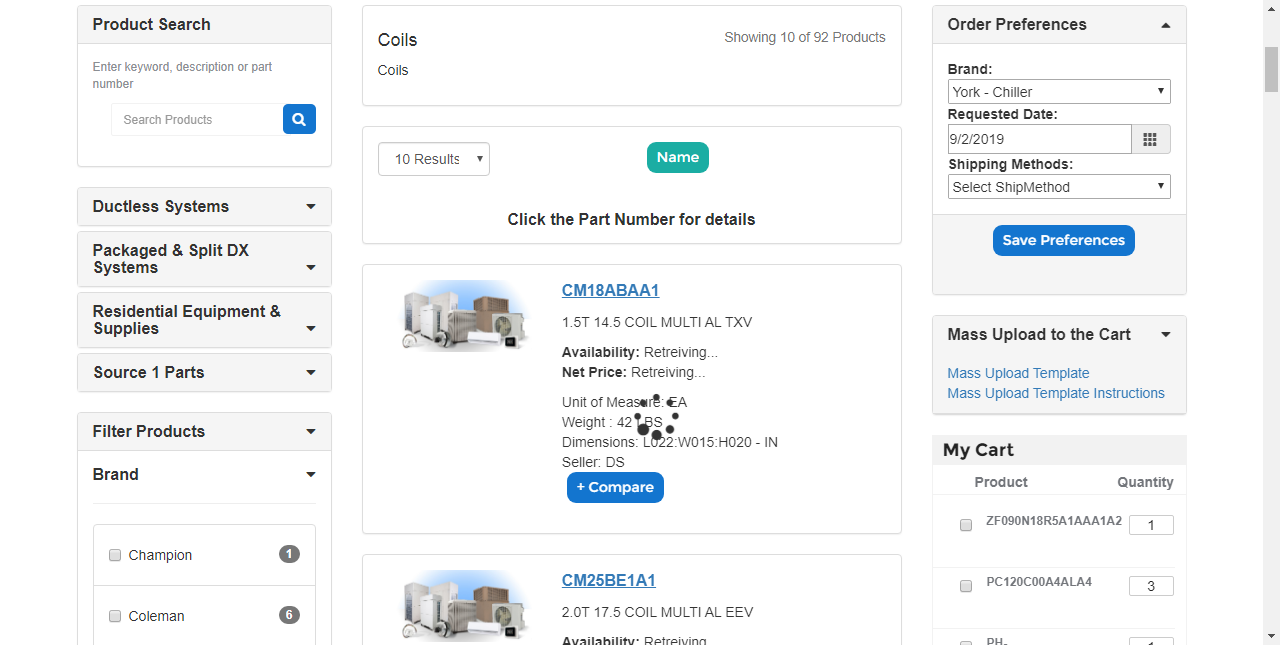 Product Search
Enter keyword, description or part
number
Search Products
Ductless Systems
Packaged & Split DX
Systems
Residential Equipment &
Supplies
Source 1 Parts
Filter Products
Brand
Champion 1
Coleman 6
Coils
Showing 10 of 92 Products
Coils
10 Results
Name
Click the Part Number for details
CM18ABAA1
1.5T 14.5 COIL MULTI AL TXV
Availability: Retreiving...
Net Price: Retreiving...
Unit of Measure: EA
Weight : 42 LBS
Dimensions: L022:W015:H020 - IN
Seller: DS
+ Compare
CM25BE1A1
2.0T 17.5 COIL MULTI AL EEV
Availability: Retreiving
Order Preferences
Brand:
York - Chiller
Requested Date:
9/2/2019
Shipping Methods:
Select ShipMethod
Save Preferences
Mass Upload to the Cart
Mass Upload Template
Mass Upload Template Instructions
My Cart
Product Quantity
ZF090N18R5A1AAA1A2 1
PC120C00A4ALA4 3
PH- 1